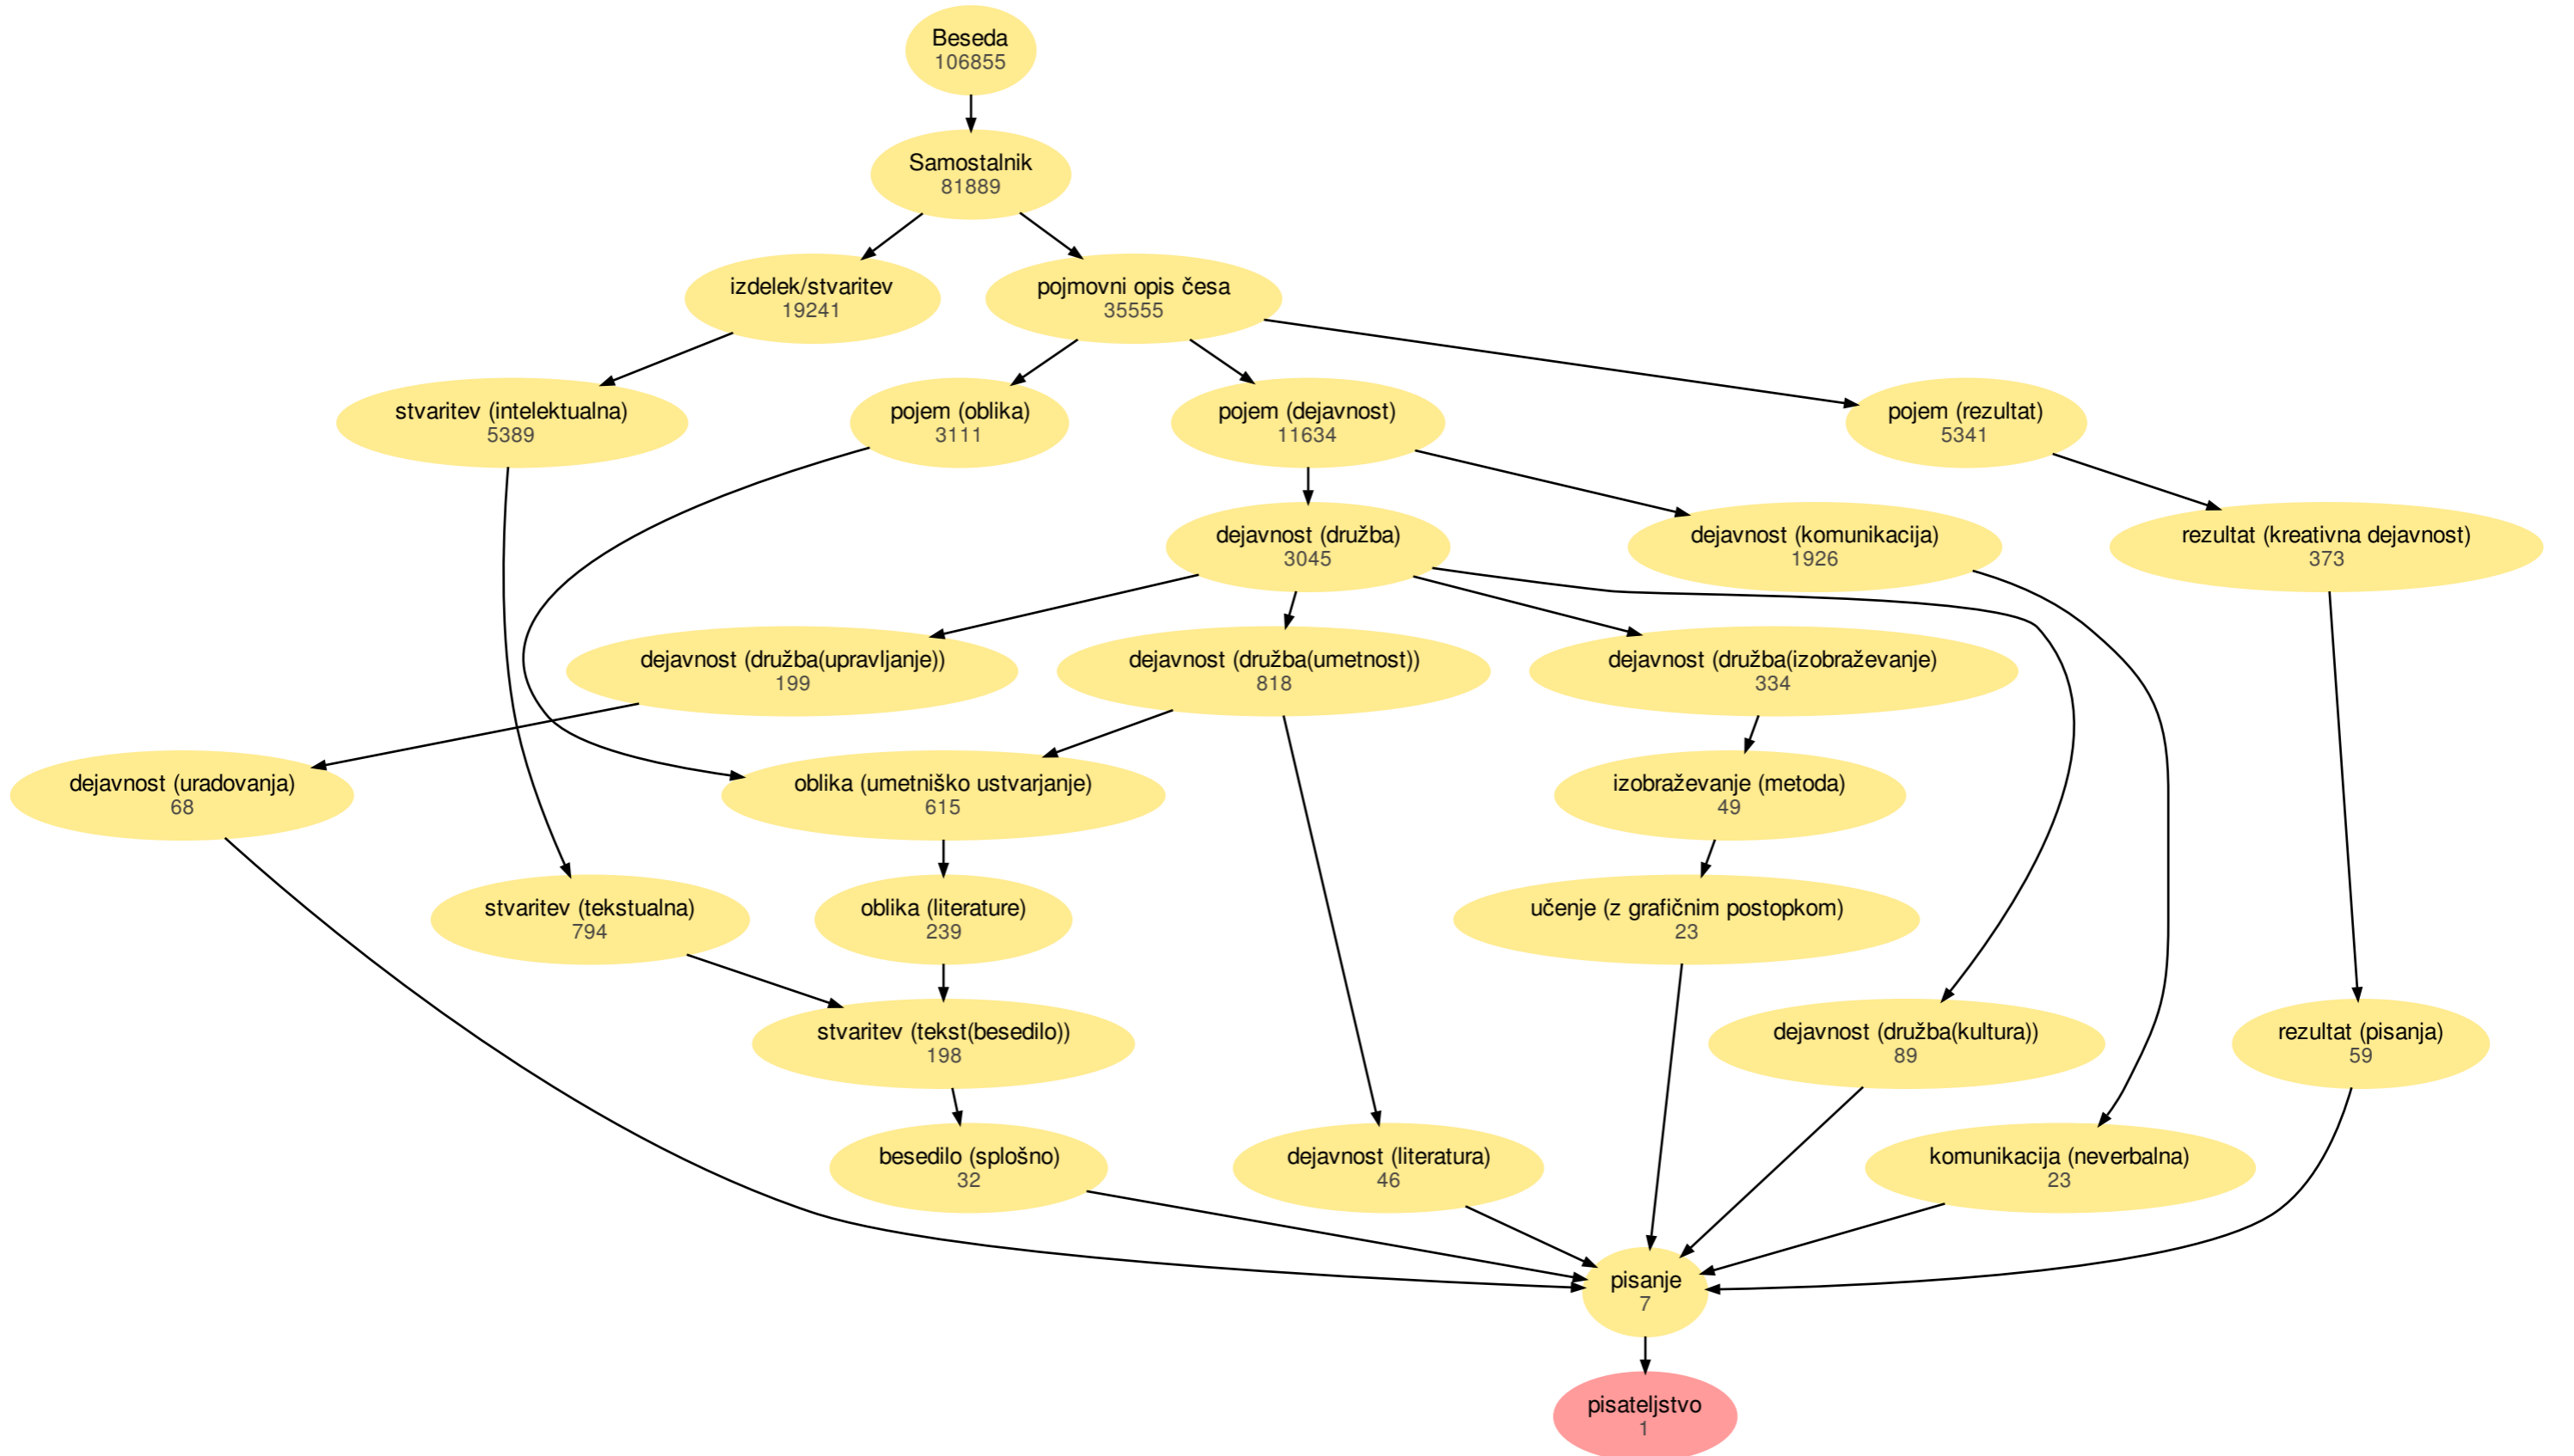 Beseda
106855
Samostalnik
81889
izdelek/stvaritev
19241
pojmovni opis česa
35555
stvaritev (intelektualna)
5389
pojem (oblika)
3111
pojem (dejavnost)
11634
pojem (rezultat)
5341
dejavnost (družba)
3045
dejavnost (komunikacija)
1926
rezultat (kreativna dejavnost)
373
dejavnost (družba(upravljanje))
199
dejavnost (družba(umetnost))
818
dejavnost (družba(izobraževanje)
334
dejavnost (uradovanja)
68
oblika (umetniško ustvarjanje)
615
izobraževanje (metoda)
49
stvaritev (tekstualna)
794
oblika (literature)
239
učenje (z grafičnim postopkom)
23
stvaritev (tekst(besedilo))
198
dejavnost (družba(kultura))
89
rezultat (pisanja)
59
besedilo (splošno)
32
dejavnost (literatura)
46
komunikacija (neverbalna)
23
pisanje
7
pisateljstvo
1